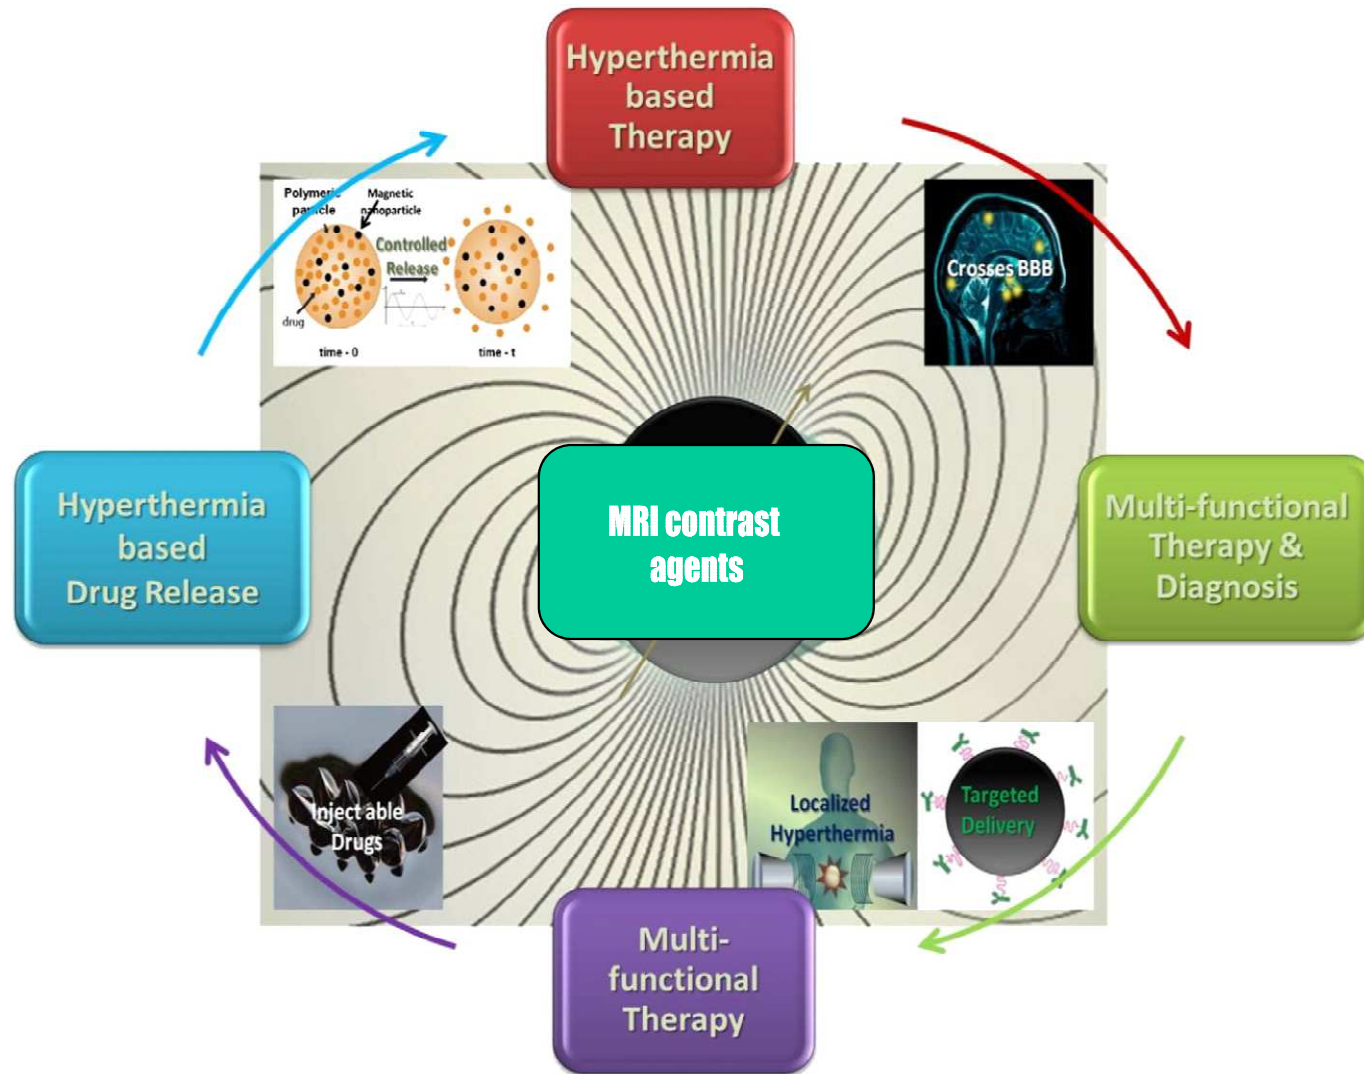 Hyperthermia
based
Therapy
Polymeric
particle
Magnetic
nanoparticle
Controlled
Release
drug
time - 0
time - t
Crosses BBB
Hyperthermia
based
Drug Release
MRI contrast
agents
Multi-functional
Therapy &
Diagnosis
Inject able
Drugs
Localized
Hyperthermia
Targeted
Delivery
Multi-
functional
Therapy